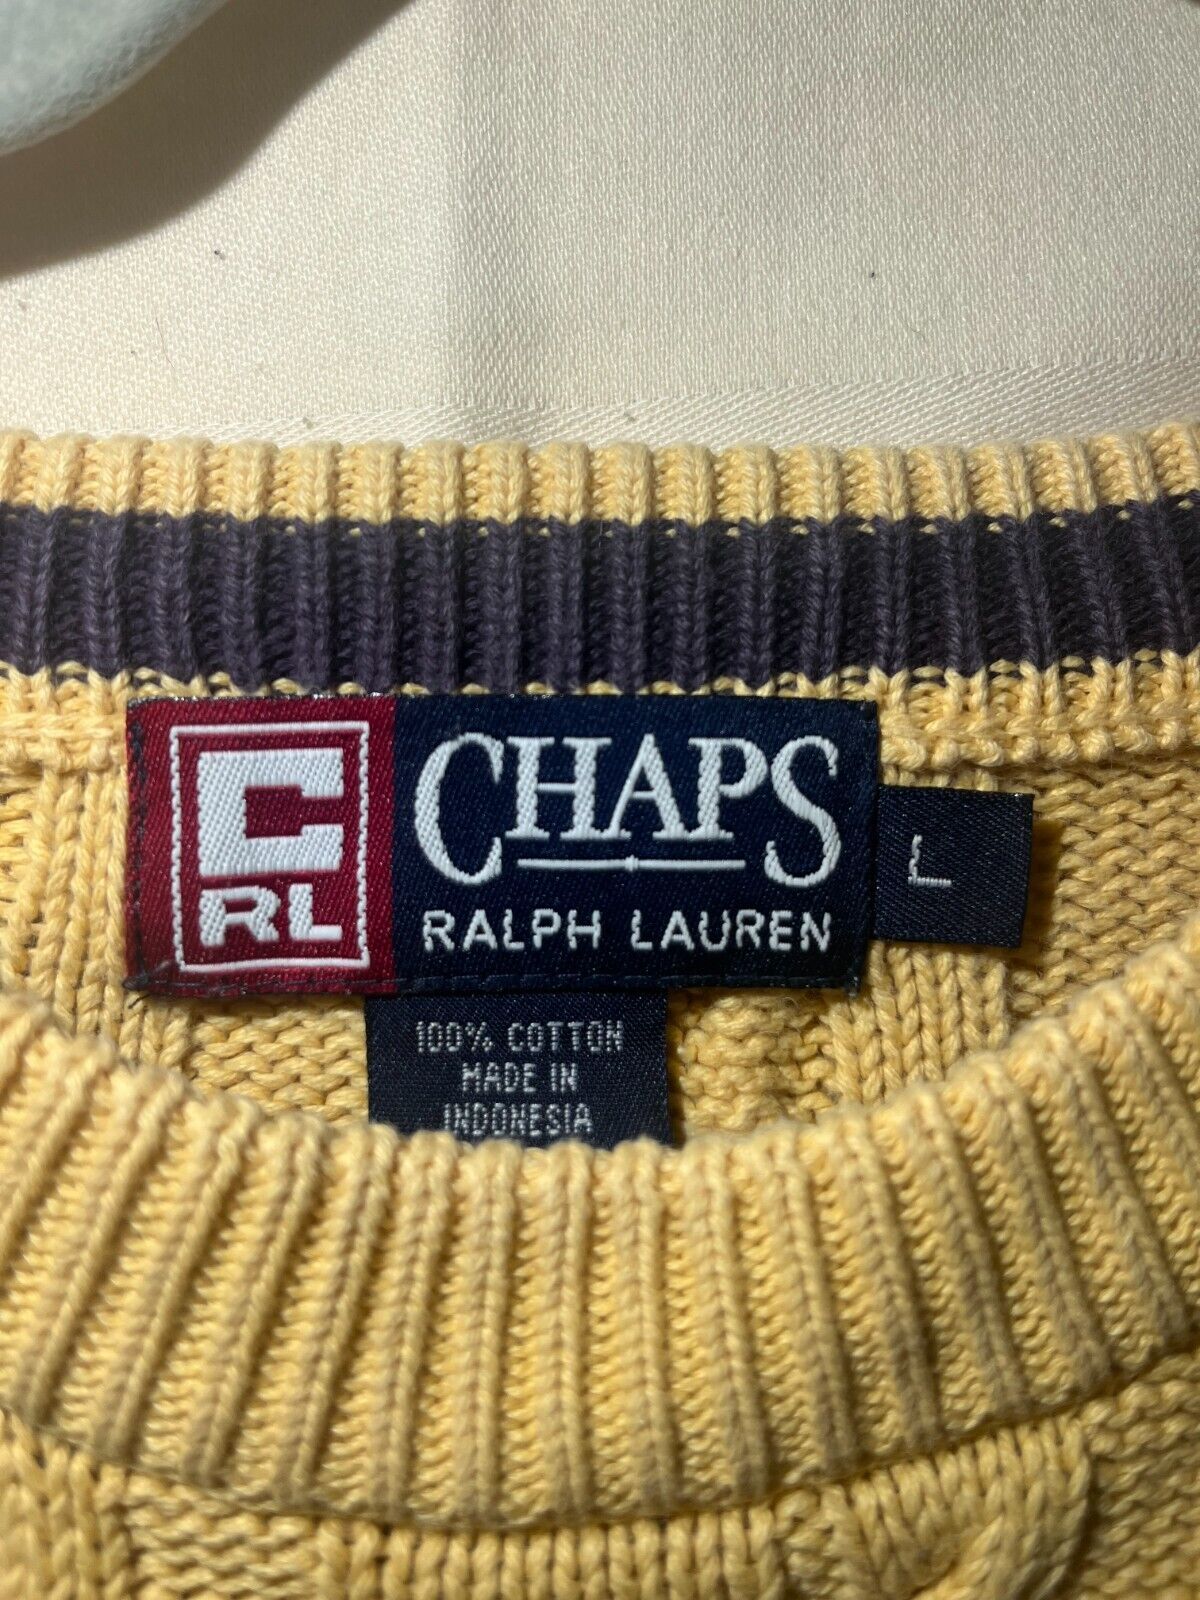 C
RL
CHAPS
RALPH LAUREN
L
100% COTTON
MADE IN
INDONESIA